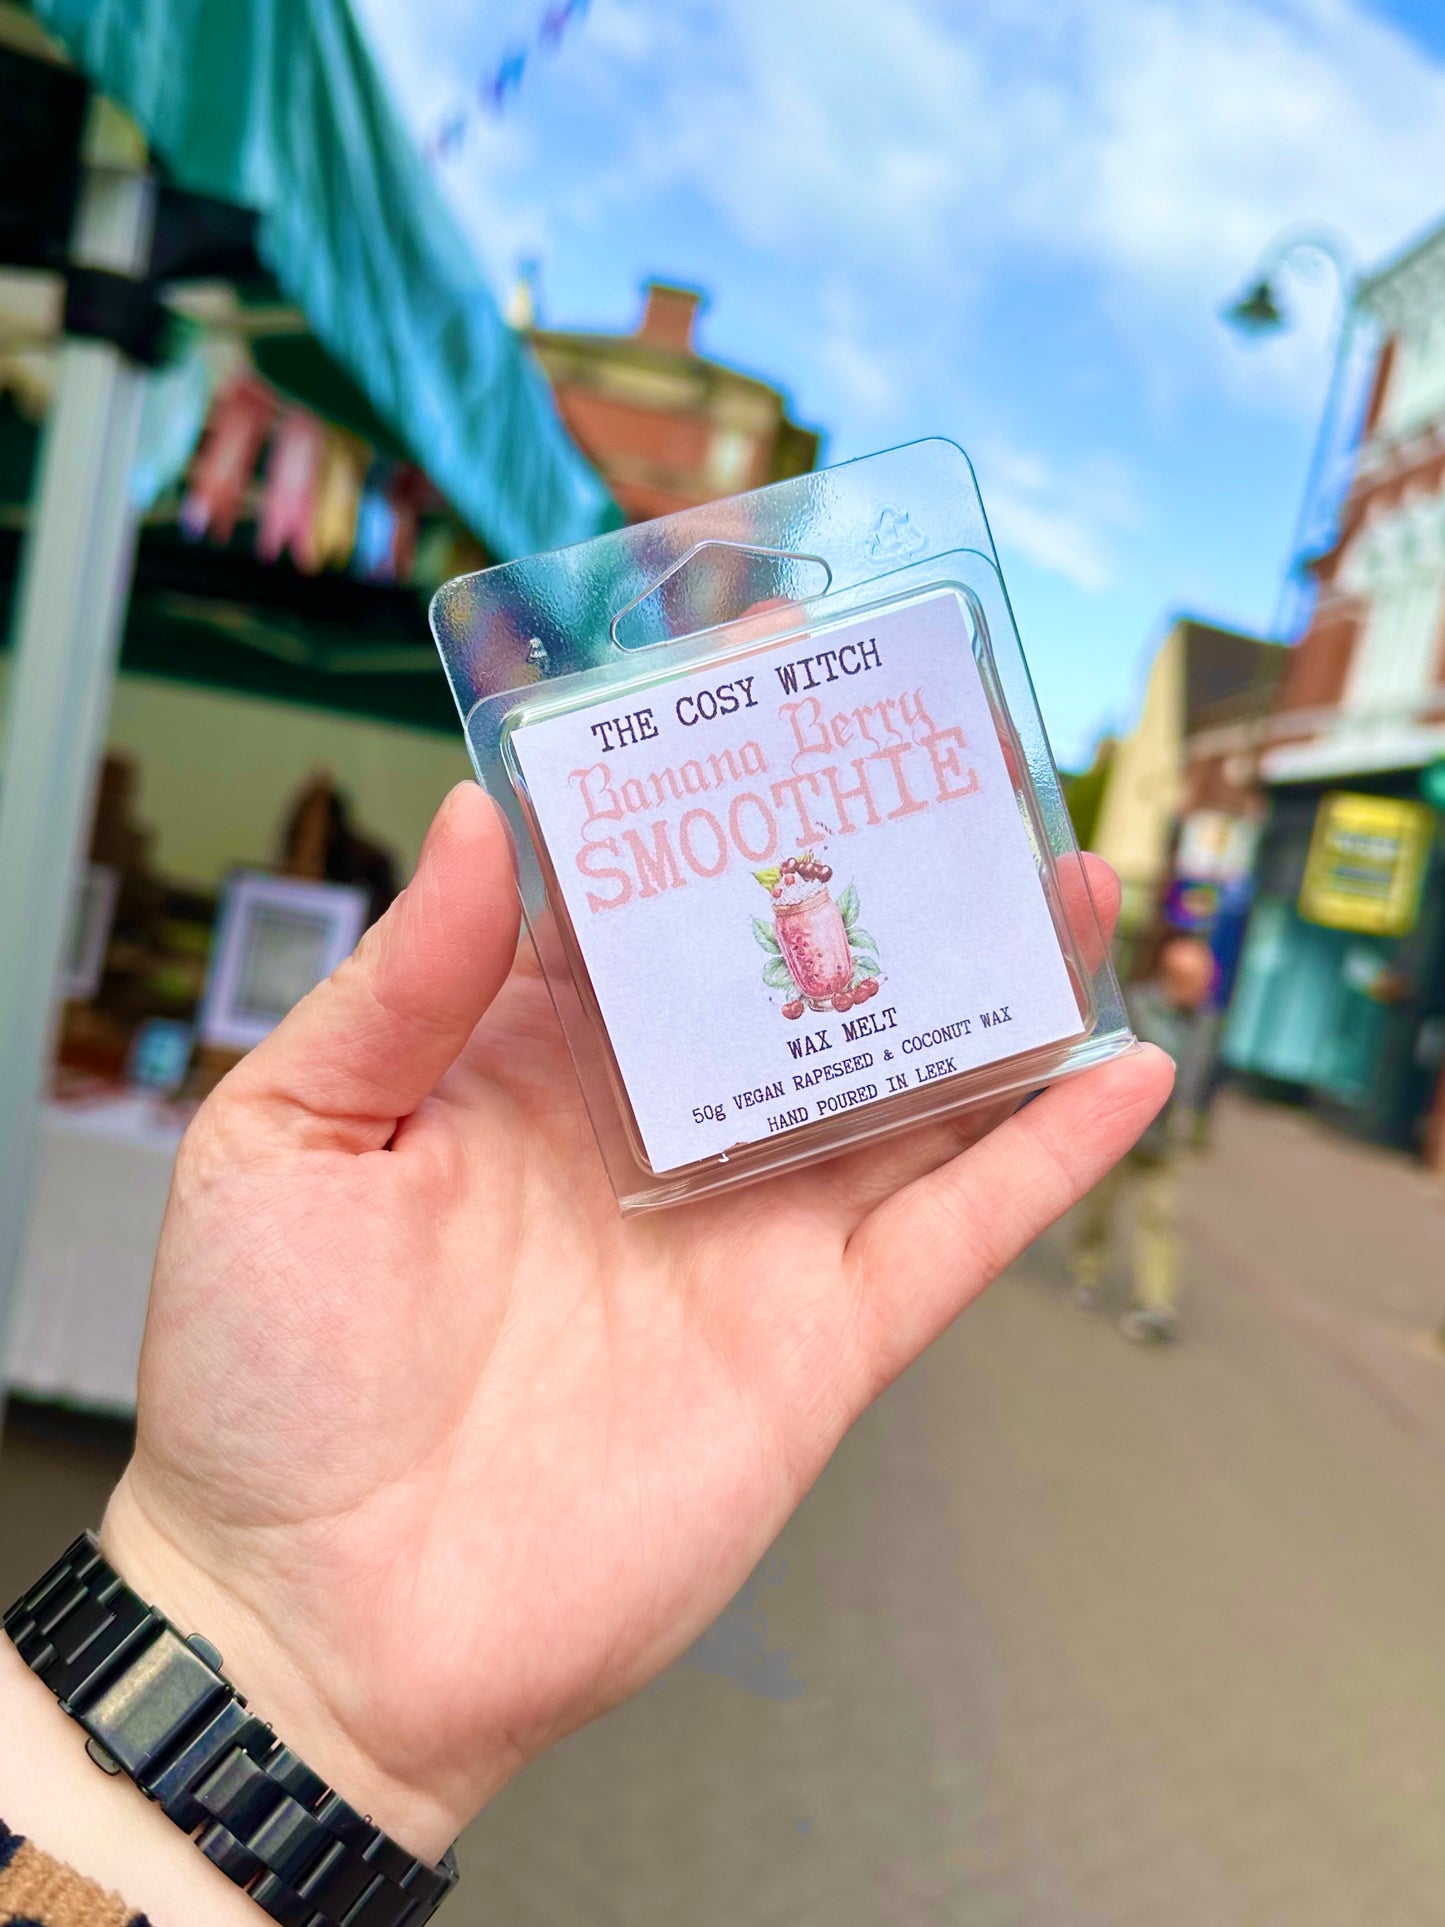 THE COSY WITCH
Banana Berry
SMOOTHIE
WAX MELT
50g VEGAN RAPESEED & COCONUT WAX
HAND POURED IN LEEK